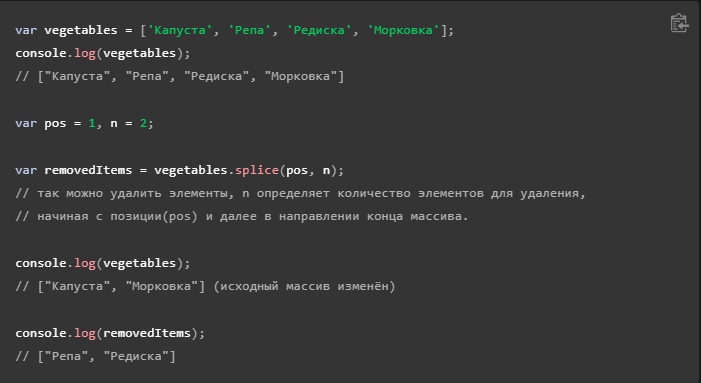 var vegetables = ['Капуста', 'Репа', 'Редиска', 'Морковка'];
console.log(vegetables);
// ["Капуста", "Репа", "Редиска", "Морковка"]
var pos = 1, n = 2;
var removedItems = vegetables.splice(pos, n);
// так можно удалить элементы, n определяет количество элементов для удаления,
// начиная с позиции(pos) и далее в направлении конца массива.
console.log(vegetables);
// ["Капуста", "Морковка"] (исходный массив изменён)
console.log(removedItems);
// ["Репа", "Редиска"]